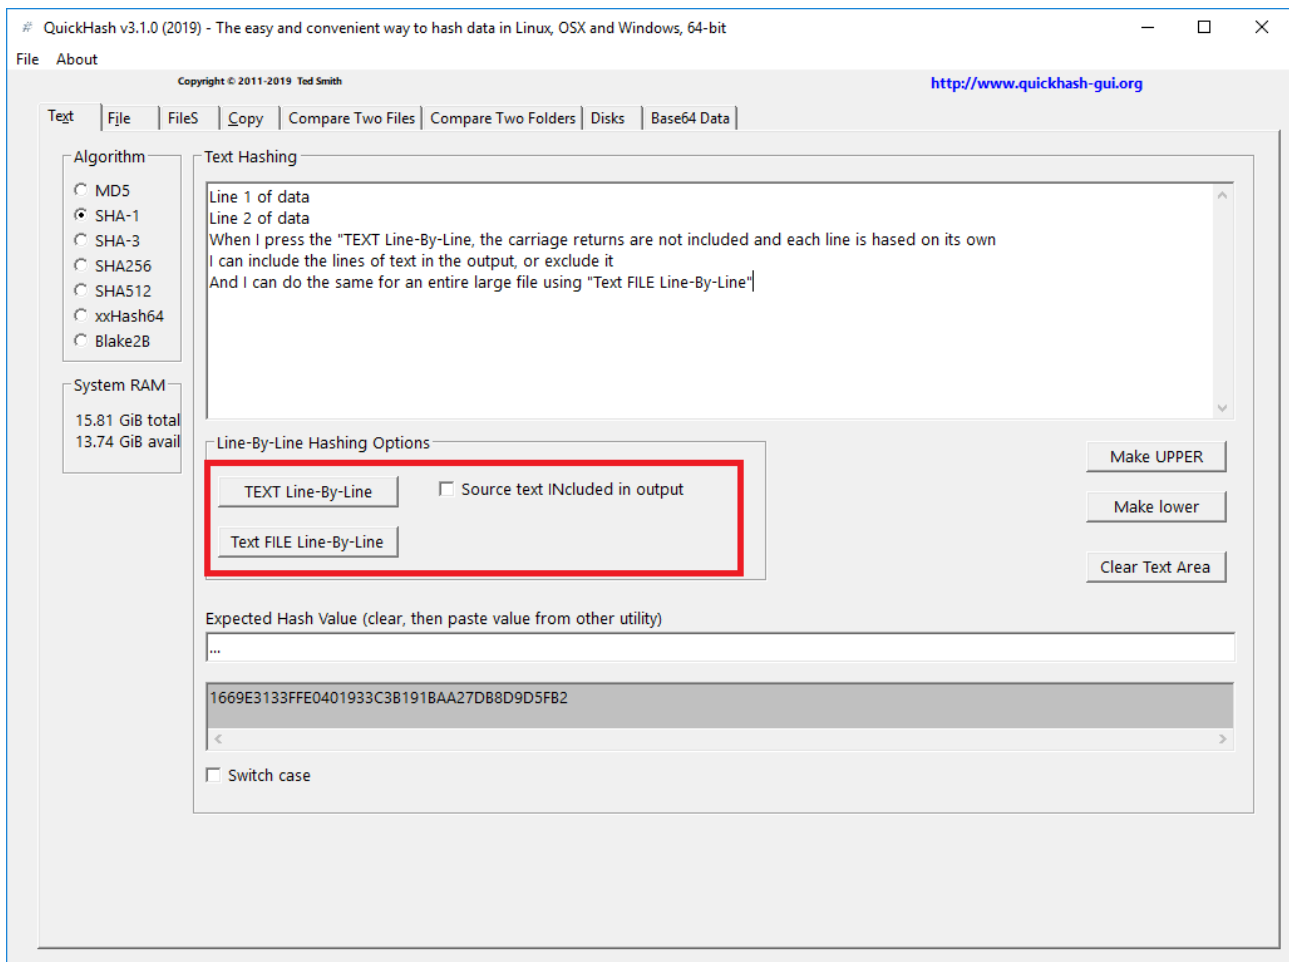 # QuickHash v3.1.0 (2019) - The easy and convenient way to hash data in Linux, OSX and Windows, 64-bit
File About
Copyright © 2011-2019 Ted Smith
http://www.quickhash-gui.org
Text File FileS Copy Compare Two Files Compare Two Folders Disks Base64 Data
Algorithm
MD5
SHA-1
SHA-3
SHA256
SHA512
xxHash64
Blake2B
System RAM
15.81 GiB total
13.74 GiB avail
Text Hashing
Line 1 of data
Line 2 of data
When I press the "TEXT Line-By-Line, the carriage returns are not included and each line is hased on its own
I can include the lines of text in the output, or exclude it
And I can do the same for an entire large file using "Text FILE Line-By-Line"
Line-By-Line Hashing Options
TEXT Line-By-Line
Source text INcluded in output
Text FILE Line-By-Line
Make UPPER
Make lower
Clear Text Area
Expected Hash Value (clear, then paste value from other utility)
...
1669E3133FFE0401933C3B191BAA27DB8D9D5FB2
Switch case